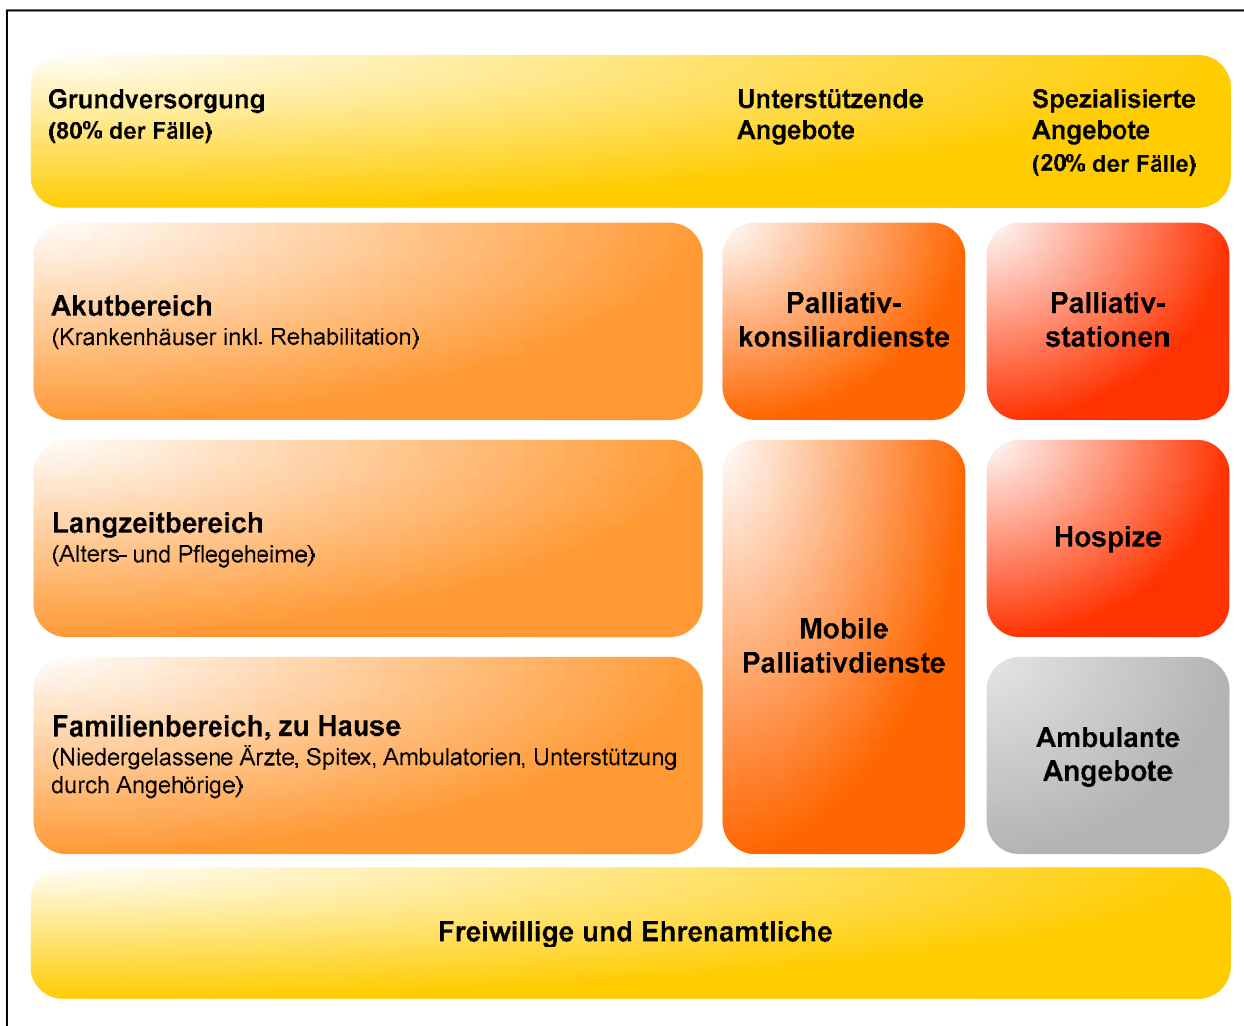 Grundversorgung
(80% der Fälle)
Unterstützende
Angebote
Spezialisierte
Angebote
(20% der Fälle)
Akutbereich
(Krankenhäuser inkl. Rehabilitation)
Palliativ-
konsiliardienste
Palliativ-
stationen
Langzeitbereich
(Alters- und Pflegeheime)
Mobile
Palliativdienste
Hospize
Familienbereich, zu Hause
(Niedergelassene Ärzte, Spitex, Ambulatorien, Unterstützung
durch Angehörige)
Ambulante
Angebote
Freiwillige und Ehrenamtliche